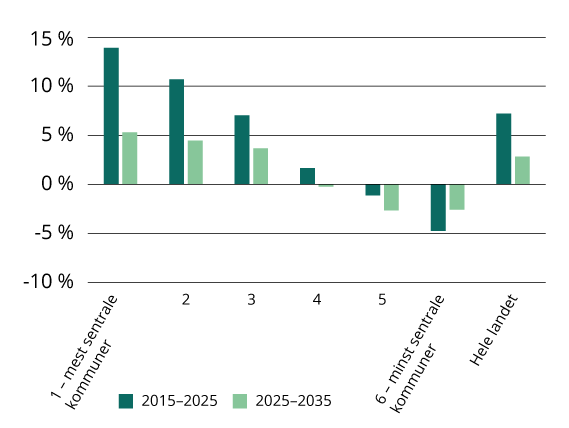 15 %
10 %
5 %
0 %
-5 %
-10 %
1 – mest sentrale
kommuner
2
3
4
5
6 – minst sentrale
kommuner
Hele landet
2015–2025
2025–2035